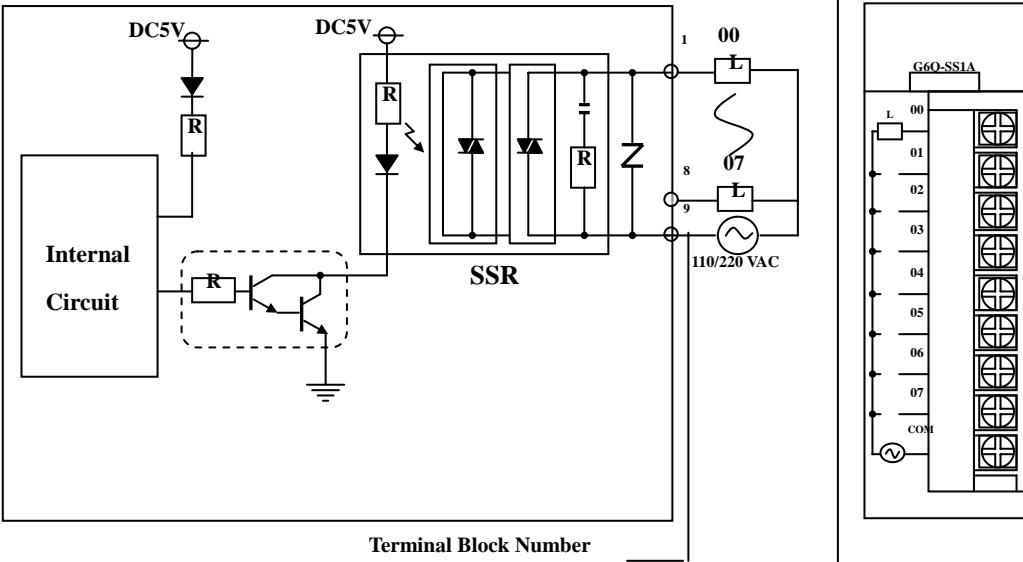 DC5V
DC5V
R
R
Internal
Circuit
R
R
SSR
1
00
L
8
07
L
9
110/220 VAC
Terminal Block Number
G6Q-SS1A
L
00
01
02
03
04
05
06
07
COM